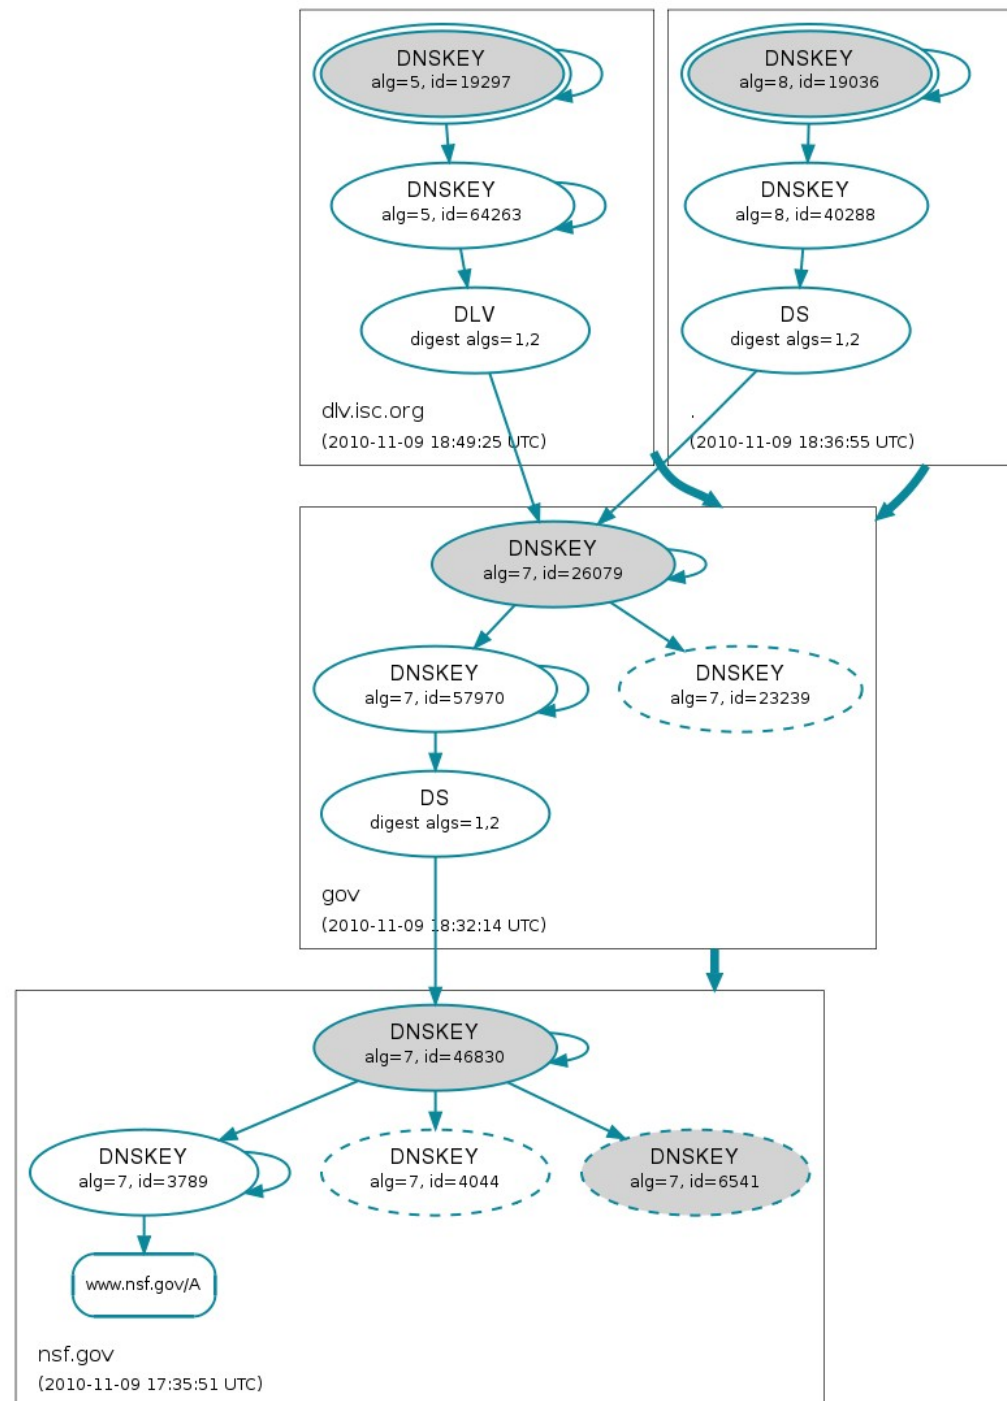 DNSKEY
alg=5, id=19297
DNSKEY
alg=8, id=19036
DNSKEY
alg=5, id=64263
DNSKEY
alg=8, id=40288
DLV
digest algs=1,2
DS
digest algs=1,2
dlv.isc.org
(2010-11-09 18:49:25 UTC)
.
(2010-11-09 18:36:55 UTC)
DNSKEY
alg=7, id=26079
DNSKEY
alg=7, id=57970
DNSKEY
alg=7, id=23239
DS
digest algs=1,2
gov
(2010-11-09 18:32:14 UTC)
DNSKEY
alg=7, id=46830
DNSKEY
alg=7, id=3789
DNSKEY
alg=7, id=4044
DNSKEY
alg=7, id=6541
www.nsf.gov/A
nsf.gov
(2010-11-09 17:35:51 UTC)